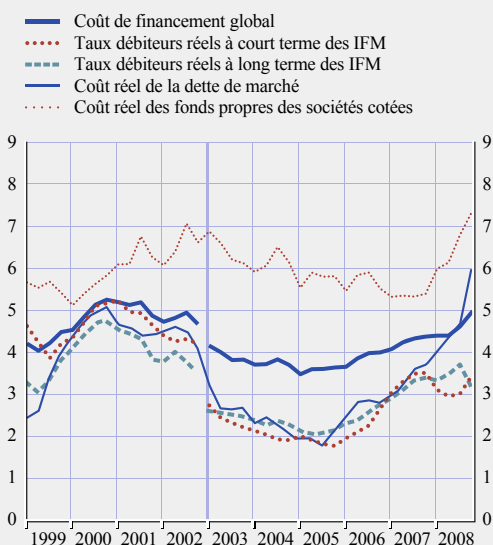 Coût de financement global
Taux débiteurs réels à court terme des IFM
Taux débiteurs réels à long terme des IFM
Coût réel de la dette de marché
Coût réel des fonds propres des sociétés cotées
9 9
8 8
7 7
6 6
5 5
4 4
3 3
2 2
1 1
0 0
1999 2000 2001 2002 2003 2004 2005 2006 2007 2008